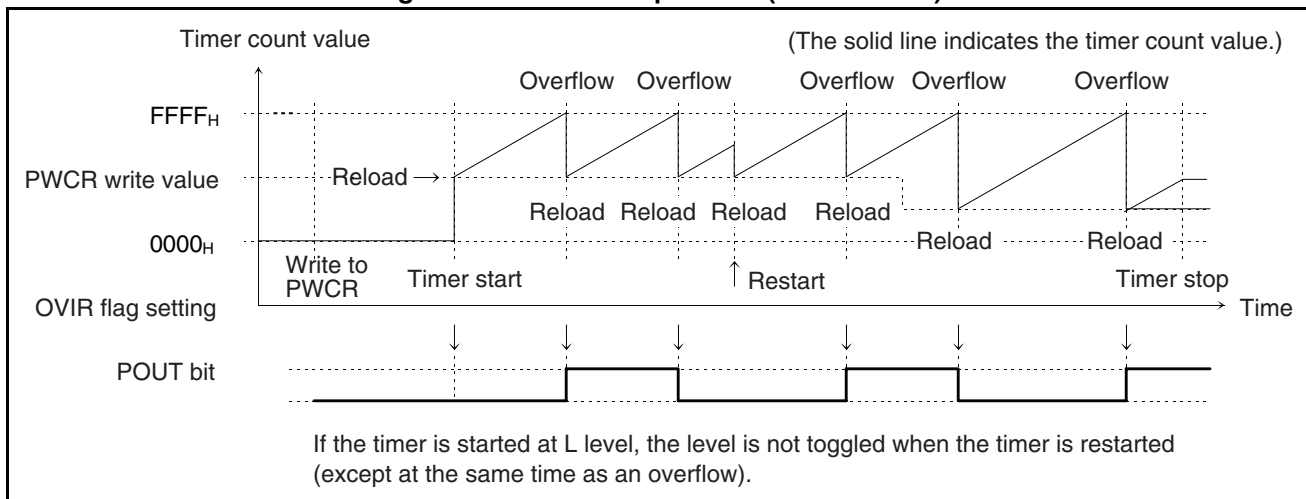 Timer count value
(The solid line indicates the timer count value.)
Overflow Overflow Overflow Overflow Overflow
FFFFH
PWCR write value
Reload
Reload Reload Reload Reload
0000H
Reload Reload
Write to
PWCR
Timer start
Restart
Timer stop
OVIR flag setting
Time
POUT bit
If the timer is started at L level, the level is not toggled when the timer is restarted
(except at the same time as an overflow).